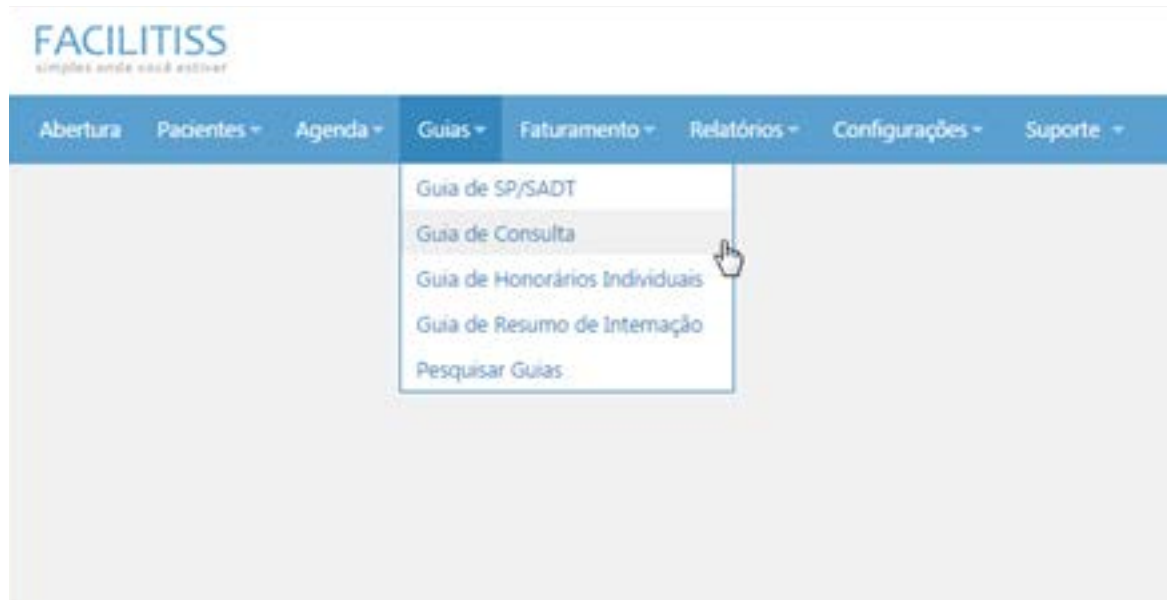 FACILITISS
simples onde você estiver
Abertura Pacientes Agenda Guias Faturamento Relatórios Configurações Suporte
Guia de SP/SADT
Guia de Consulta
Guia de Honorários Individuais
Guia de Resumo de Internação
Pesquisar Guias